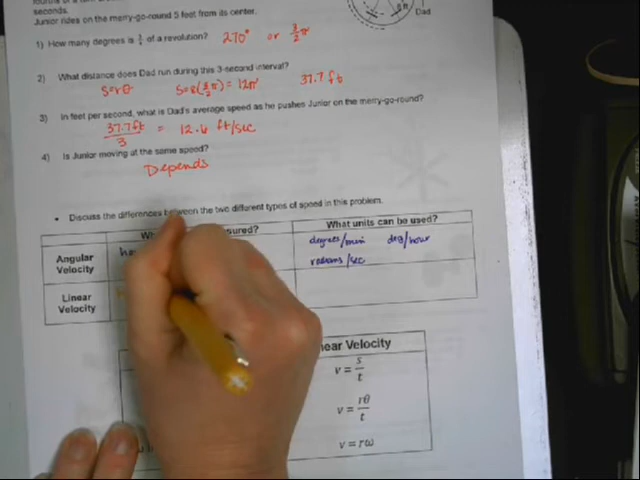 seconds.
Junior rides on the merry-go-round 5 feet from its center.
8 ft
Dad
1) How many degrees is 3/4 of a revolution? 270° or 3/2 π
2) What distance does Dad run during this 3-second interval?
s=rθ s=8(3/2 π) = 12π 37.7 ft
3) In feet per second, what is Dad's average speed as he pushes Junior on the merry-go-round?
37.7 ft/3 = 12.6 ft/sec
4) Is Junior moving at the same speed?
Depends
• Discuss the differences between the two different types of speed in this problem.
What units can be used?
Angular Velocity
degrees/min deg/hour
radians/sec
Linear Velocity
Velocity
v = s/t
v = rθ/t
v = rω